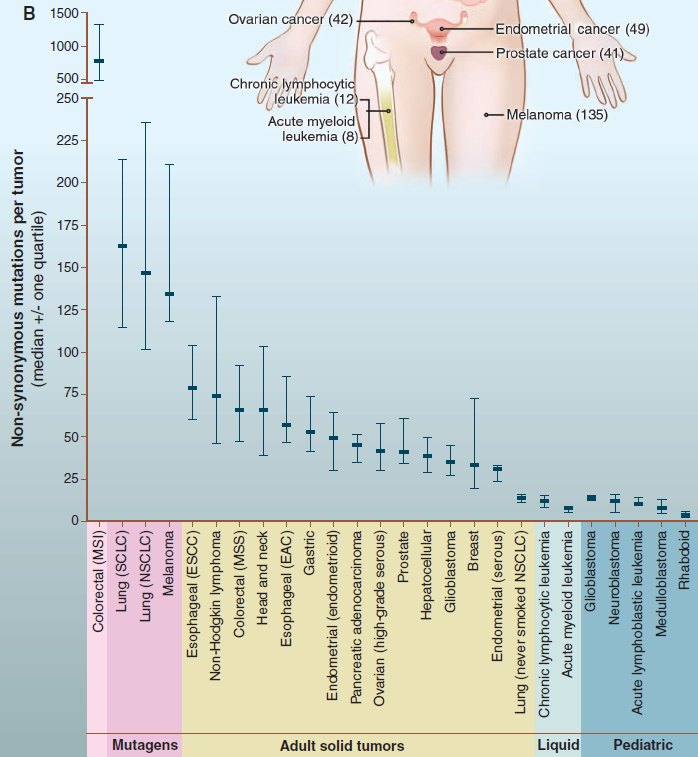 B
Ovarian cancer (42)
Endometrial cancer (49)
Prostate cancer (41)
Chronic lymphocytic
leukemia (12)
Acute myeloid
leukemia (8)
Melanoma (135)
Non-synonymous mutations per tumor
(median +/- one quartile)
1500
1000
500
250
225
200
175
150
125
100
75
50
25
0
Colorectal (MSI)
Lung (SCLC)
Lung (NSCLC)
Melanoma
Esophageal (ESCC)
Non-Hodgkin lymphoma
Colorectal (MSS)
Head and neck
Esophageal (EAC)
Gastric
Endometrial (endometrioid)
Pancreatic adenocarcinoma
Ovarian (high-grade serous)
Prostate
Hepatocellular
Glioblastoma
Breast
Endometrial (serous)
Lung (never smoked NSCLC)
Chronic lymphocytic leukemia
Acute myeloid leukemia
Glioblastoma
Neuroblastoma
Acute lymphoblastic leukemia
Medulloblastoma
Rhabdoid
Mutagens
Adult solid tumors
Liquid
Pediatric